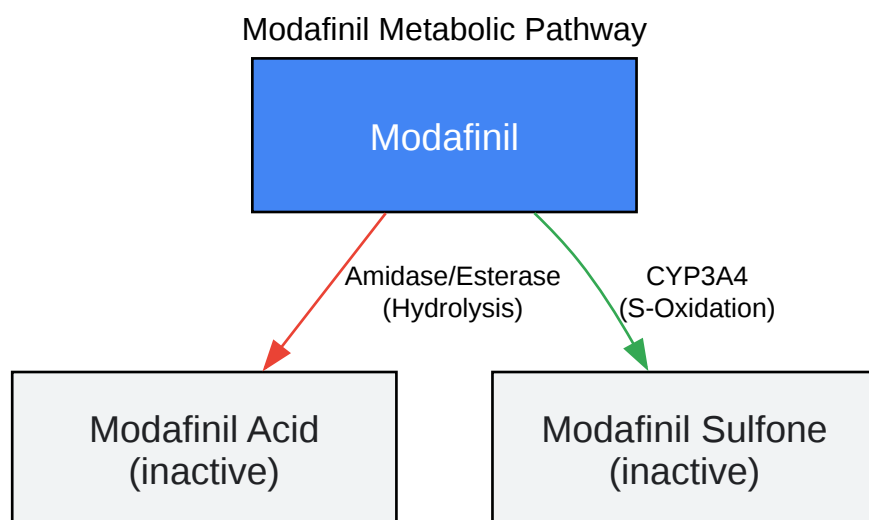 Modafinil Metabolic Pathway
Modafinil
Amidase/Esterase
(Hydrolysis)
CYP3A4
(S-Oxidation)
Modafinil Acid
(inactive)
Modafinil Sulfone
(inactive)